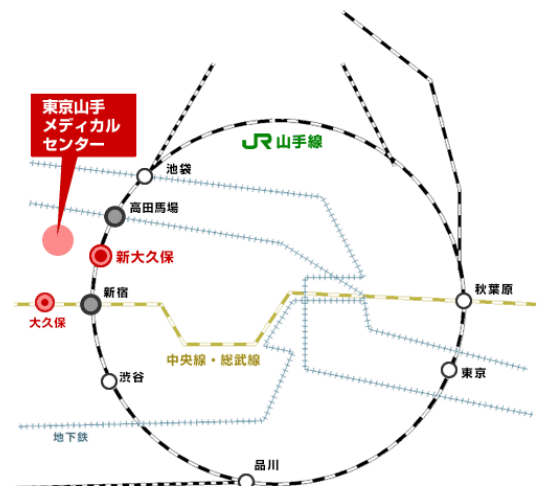 東京山手
メディカル
センター
JR 山手線
池袋
高田馬場
新大久保
新宿
大久保
秋葉原
中央線・総武線
渋谷
東京
地下鉄
品川